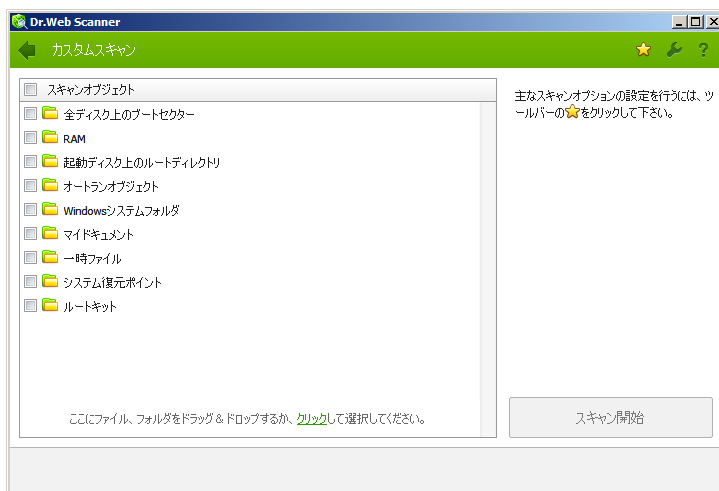 Dr.Web Scanner
カスタムスキャン
?
スキャンオブジェクト
全ディスク上のブートセクター
RAM
起動ディスク上のルートディレクトリ
オートランオブジェクト
Windowsシステムフォルダ
マイドキュメント
一時ファイル
システム復元ポイント
ルートキット
ここにファイル、フォルダをドラッグ & ドロップするか、クリックして選択してください。
主なスキャンオプションの設定を行うには、ツ
ールバーの⭐をクリックして下さい。
スキャン開始